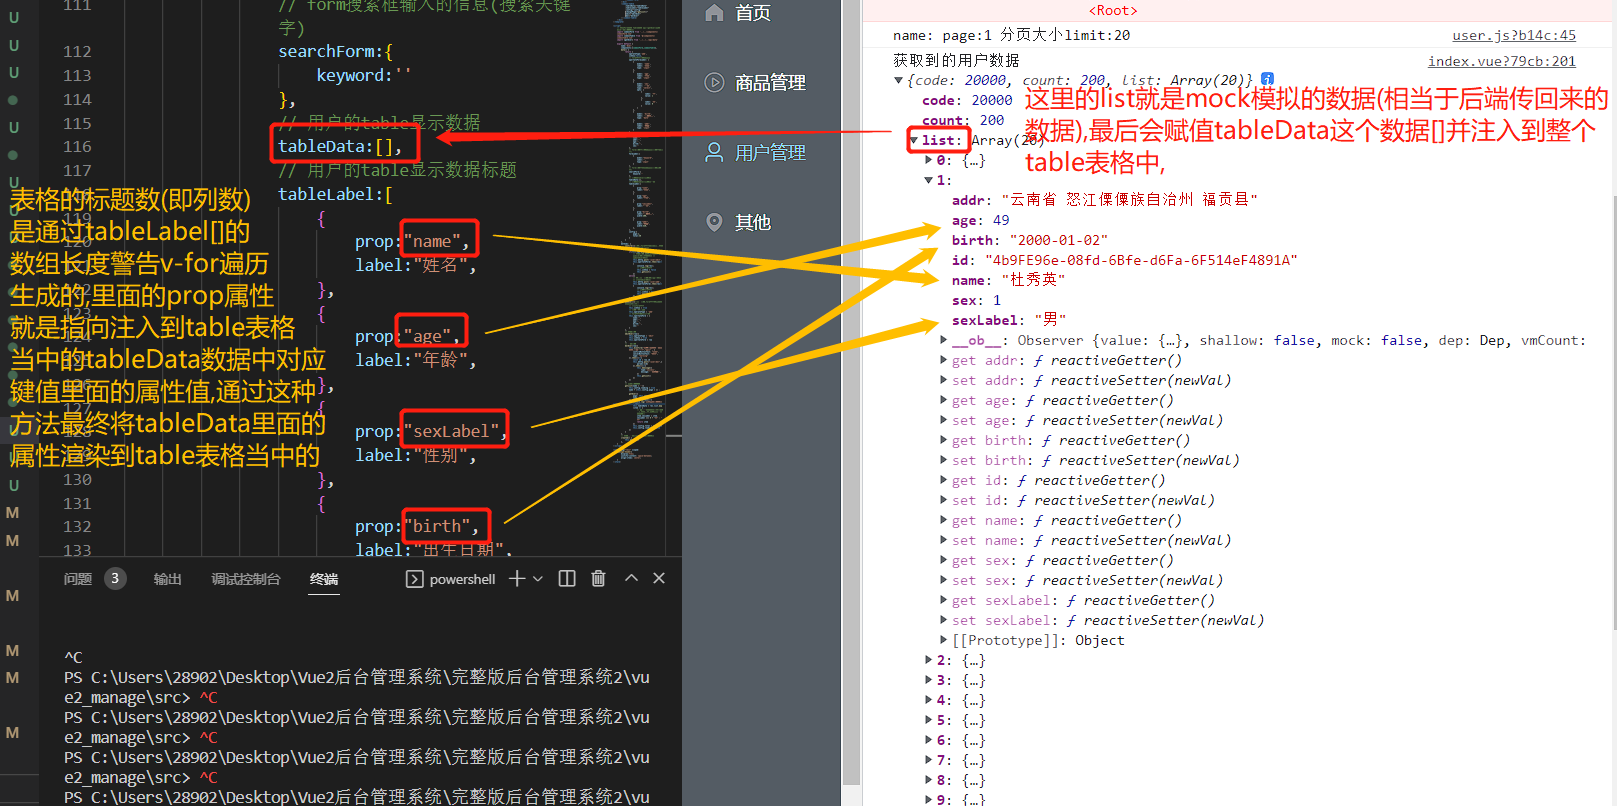 111
// form搜索框输入的信息(搜索关键
字)
112
searchForm:{
113
keyword:''
114
},
115
// 用户的table显示数据
116
tableData:[],
117
// 用户的table显示数据标题
tableLabel:[
{
prop:"name",
label:"姓名",
},
{
prop:"age",
label:"年龄",
},
{
prop:"sexLabel",
label:"性别",
130
},
131
{
132
prop:"birth",
133
label:"出生日期",
表格的标题数(即列数)
是通过tableLabel[]的
数组长度警告v-for遍历
生成的,里面的prop属性
就是指向注入到table表格
当中的tableData数据中对应
键值里面的属性值,通过这种
方法最终将tableData里面的
属性渲染到table表格当中的
问题 3 输出 调试控制台 终端 powershell
^C
PS C:\Users\28902\Desktop\Vue2后台管理系统\完整版后台管理系统2\vu
e2_manage\src> ^C
PS C:\Users\28902\Desktop\Vue2后台管理系统\完整版后台管理系统2\vu
e2_manage\src> ^C
PS C:\Users\28902\Desktop\Vue2后台管理系统\完整版后台管理系统2\vu
e2_manage\src> ^C
PS C:\Users\28902\Desktop\Vue2后台管理系统\完整版后台管理系统2\vu
首页
商品管理
用户管理
其他
<Root>
name: page:1 分页大小limit:20 user.js?b14c:45
获取到的用户数据 index.vue?79cb:201
{code: 20000, count: 200, list: Array(20)} i
code: 20000
count: 200
list: Array(20)
这里的list就是mock模拟的数据(相当于后端传回来的
数据),最后会赋值tableData这个数据[]并注入到整个
table表格中,
0: {…}
1:
addr: "云南省 怒江傈僳族自治州 福贡县"
age: 49
birth: "2000-01-02"
id: "4b9FE96e-08fd-6Bfe-d6Fa-6F514eF4891A"
name: "杜秀英"
sex: 1
sexLabel: "男"
__ob__: Observer {value: {…}, shallow: false, mock: false, dep: Dep, vmCount:
get addr: ƒ reactiveGetter()
set addr: ƒ reactiveSetter(newVal)
get age: ƒ reactiveGetter()
set age: ƒ reactiveSetter(newVal)
get birth: ƒ reactiveGetter()
set birth: ƒ reactiveSetter(newVal)
get id: ƒ reactiveGetter()
set id: ƒ reactiveSetter(newVal)
get name: ƒ reactiveGetter()
set name: ƒ reactiveSetter(newVal)
get sex: ƒ reactiveGetter()
set sex: ƒ reactiveSetter(newVal)
get sexLabel: ƒ reactiveGetter()
set sexLabel: ƒ reactiveSetter(newVal)
[[Prototype]]: Object
2: {…}
3: {…}
4: {…}
5: {…}
6: {…}
7: {…}
8: {…}
9: {…}